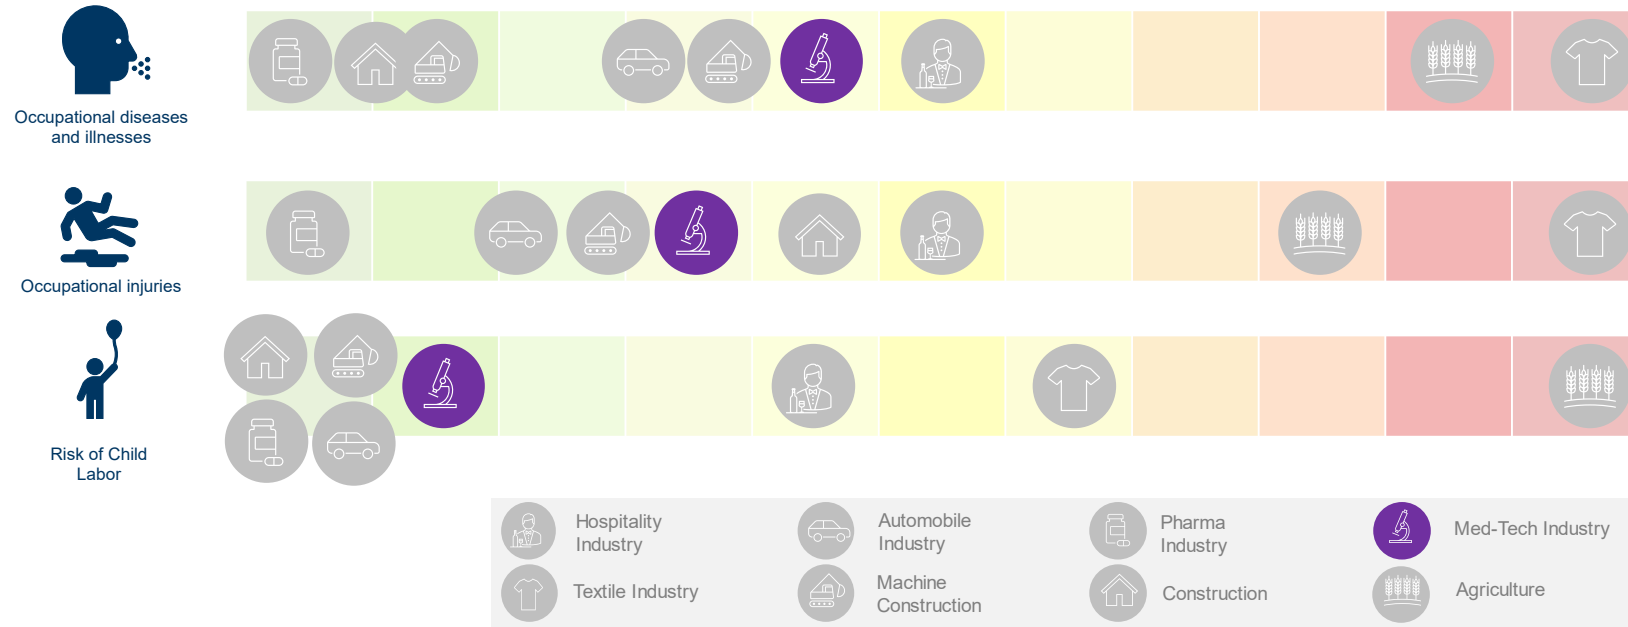 Occupational diseases
and illnesses
Occupational injuries
Risk of Child
Labor
Hospitality
Industry
Automobile
Industry
Pharma
Industry
Med-Tech Industry
Textile Industry
Machine
Construction
Construction
Agriculture